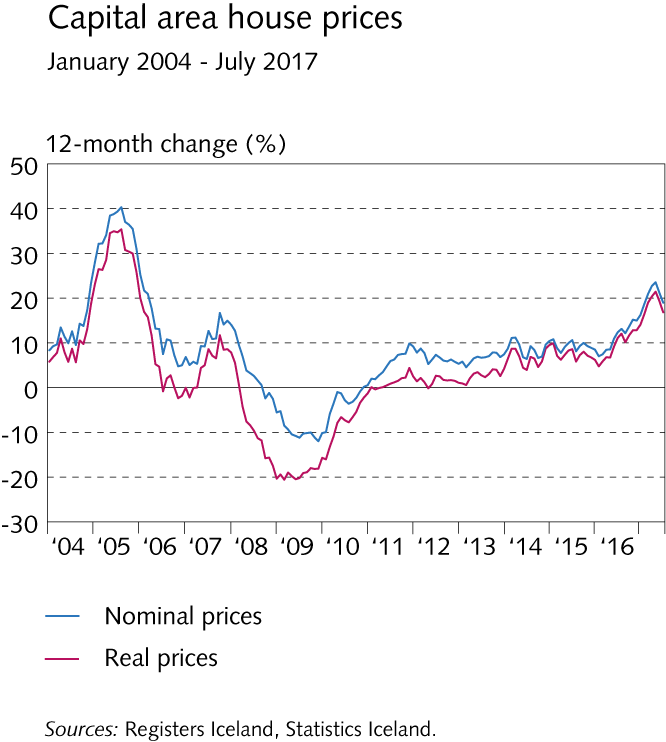 Capital area house prices
January 2004 - July 2017
12-month change (%)
50
40
30
20
10
0
-10
-20
-30
‘04 ‘05 ‘06 ‘07 ‘08 ‘09 ‘10 ‘11 ‘12 ‘13 ‘14 ‘15 ‘16
Nominal prices
Real prices
Sources: Registers Iceland, Statistics Iceland.